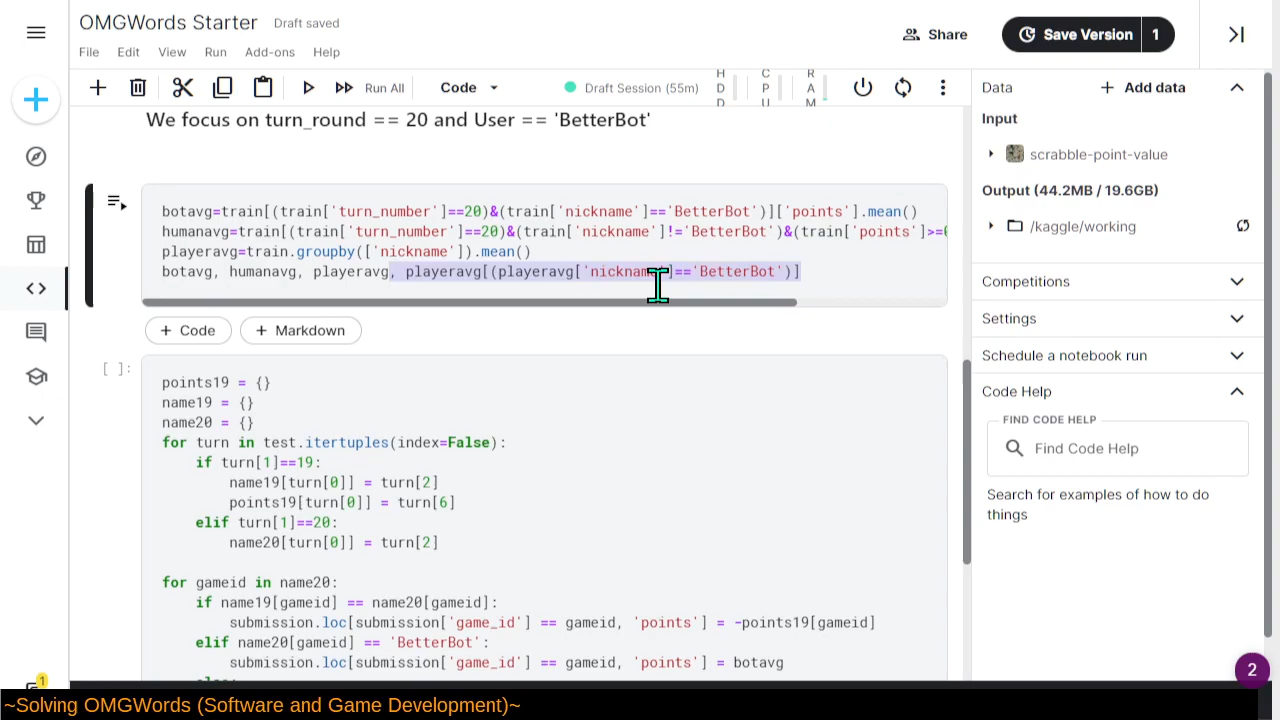 OMGWords Starter Draft saved
File Edit View Run Add-ons Help
Share
Save Version 1
Run All
Code
Draft Session (55m)
HDD
CPU
RAM
We focus on turn_round == 20 and User == 'BetterBot'
botavg=train[(train['turn_number']==20)&(train['nickname']=='BetterBot')]['points'].mean()
humanavg=train[(train['turn_number']==20)&(train['nickname']!='BetterBot')&(train['points']>=0
playeravg=train.groupby(['nickname']).mean()
botavg, humanavg, playeravg, playeravg[(playeravg['nickname']=='BetterBot')]
+ Code + Markdown
[ ]:
points19 = {}
name19 = {}
name20 = {}
for turn in test.itertuples(index=False):
    if turn[1]==19:
        name19[turn[0]] = turn[2]
        points19[turn[0]] = turn[6]
    elif turn[1]==20:
        name20[turn[0]] = turn[2]
for gameid in name20:
    if name19[gameid] == name20[gameid]:
        submission.loc[submission['game_id'] == gameid, 'points'] = -points19[gameid]
    elif name20[gameid] == 'BetterBot':
        submission.loc[submission['game_id'] == gameid, 'points'] = botavg
    else:
Data
+ Add data
Input
scrabble-point-value
Output (44.2MB / 19.6GB)
/kaggle/working
Competitions
Settings
Schedule a notebook run
Code Help
FIND CODE HELP
Find Code Help
Search for examples of how to do
things
1
2
~Solving OMGWords (Software and Game Development)~